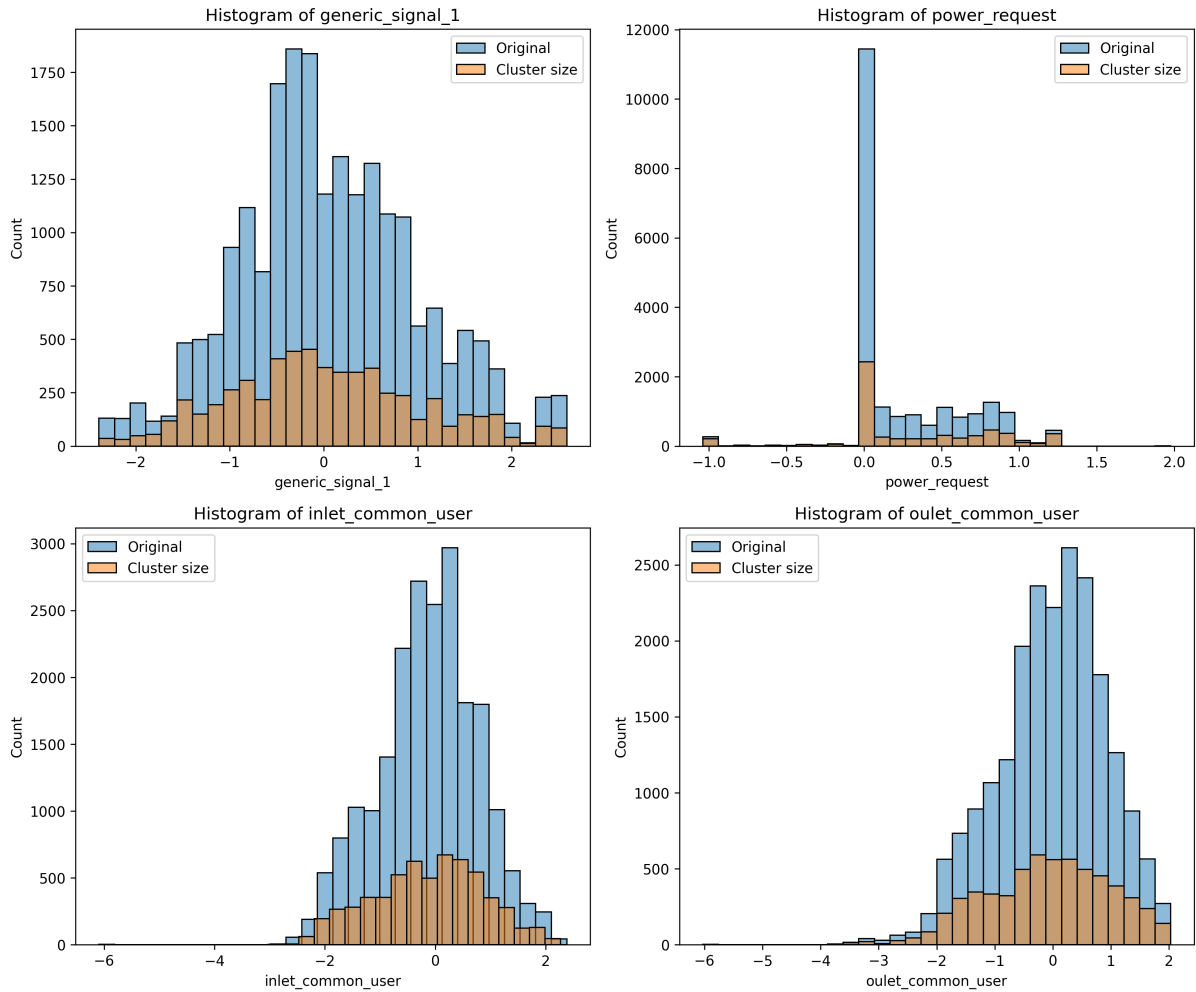 Histogram of generic_signal_1
Original
Cluster size
1750
1500
1250
1000
750
500
250
0
Count
−2
−1
0
1
2
generic_signal_1
Histogram of power_request
Original
Cluster size
12000
10000
8000
6000
4000
2000
0
Count
−1.0
−0.5
0.0
0.5
1.0
1.5
2.0
power_request
Histogram of inlet_common_user
Original
Cluster size
3000
2500
2000
1500
1000
500
0
Count
−6
−4
−2
0
2
inlet_common_user
Histogram of oulet_common_user
Original
Cluster size
2500
2000
1500
1000
500
0
Count
−6
−5
−4
−3
−2
−1
0
1
2
oulet_common_user